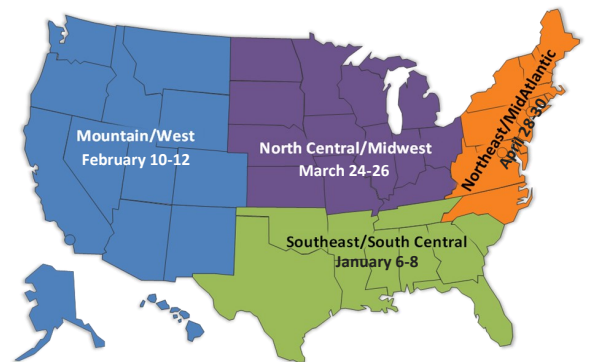 Mountain/West
February 10-12
North Central/Midwest
March 24-26
Northeast/MidAtlantic
April 28-30
Southeast/South Central
January 6-8